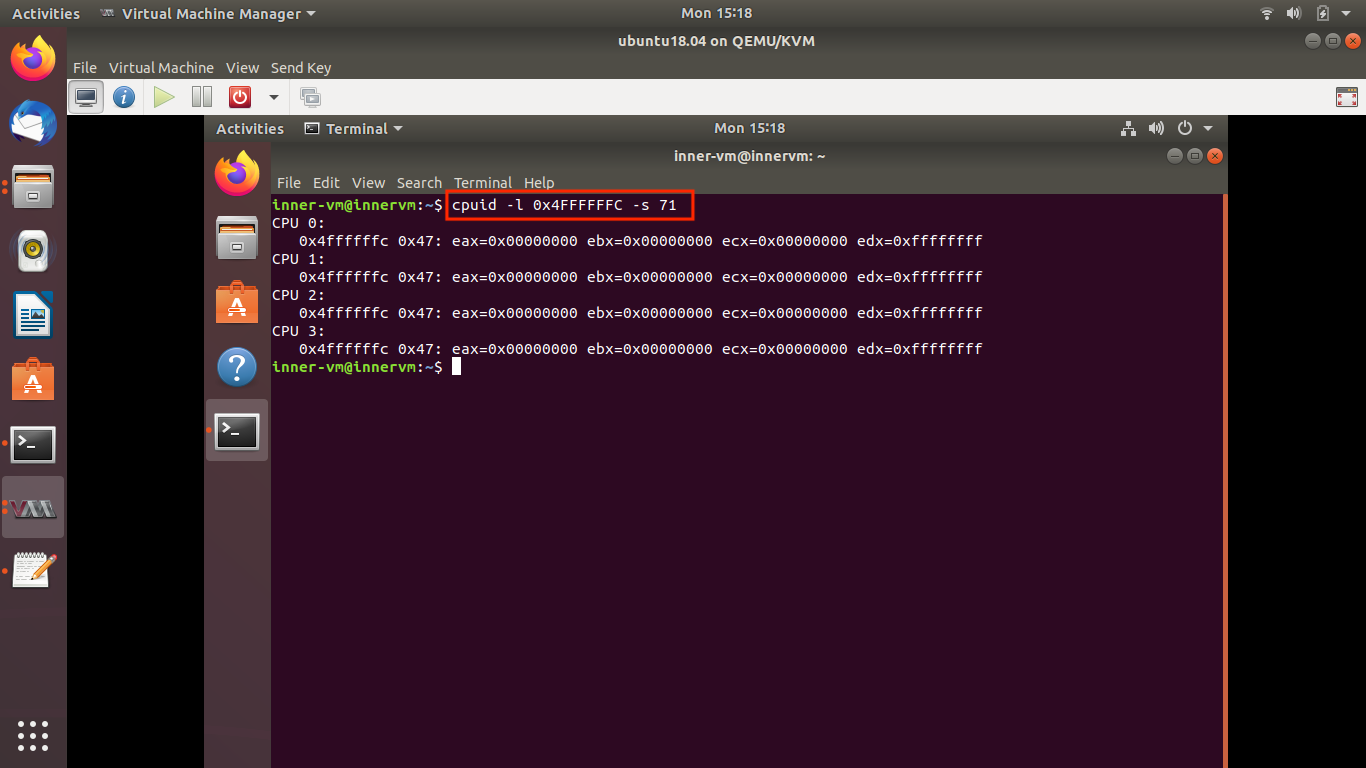 Activities Virtual Machine Manager Mon 15:18
ubuntu18.04 on QEMU/KVM
File Virtual Machine View Send Key
Activities Terminal Mon 15:18
inner-vm@innervm: ~
File Edit View Search Terminal Help
inner-vm@innervm:~$ cpuid -l 0x4FFFFFFC -s 71
CPU 0:
0x4ffffffc 0x47: eax=0x00000000 ebx=0x00000000 ecx=0x00000000 edx=0xffffffff
CPU 1:
0x4ffffffc 0x47: eax=0x00000000 ebx=0x00000000 ecx=0x00000000 edx=0xffffffff
CPU 2:
0x4ffffffc 0x47: eax=0x00000000 ebx=0x00000000 ecx=0x00000000 edx=0xffffffff
CPU 3:
0x4ffffffc 0x47: eax=0x00000000 ebx=0x00000000 ecx=0x00000000 edx=0xffffffff
inner-vm@innervm:~$